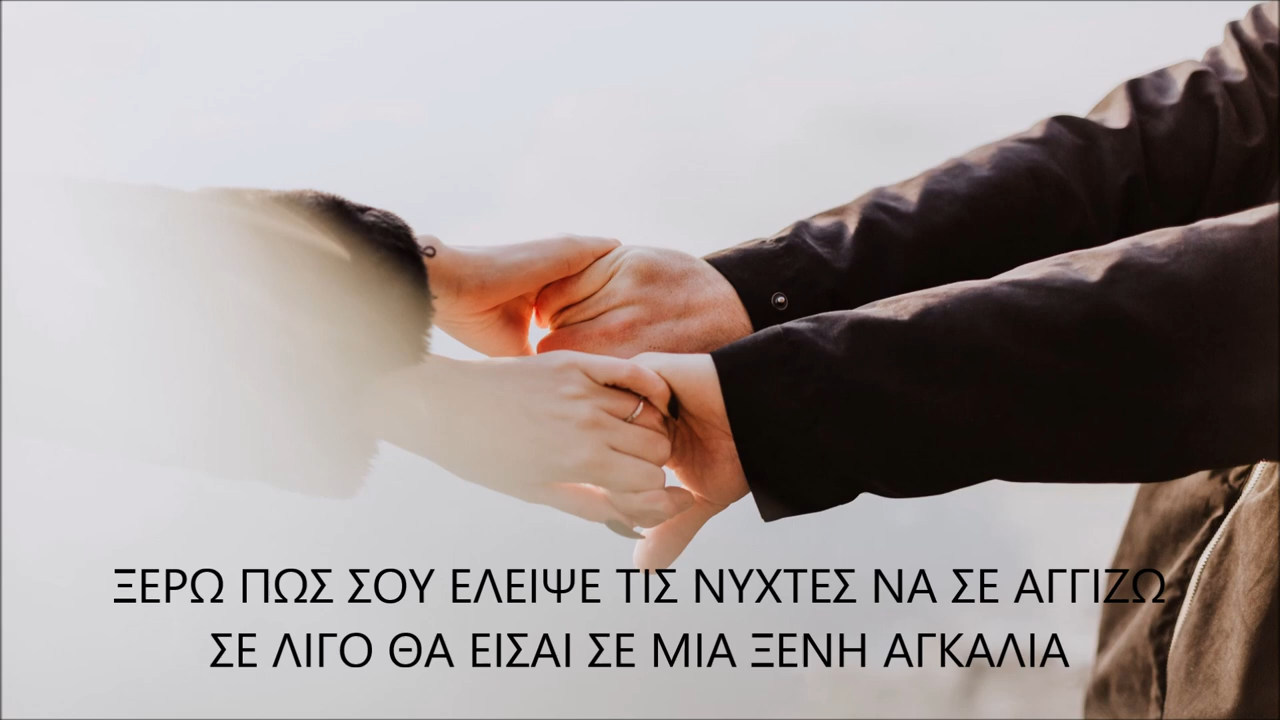 ΞΕΡΩ ΠΩΣ ΣΟΥ ΕΛΕΙΨΕ ΤΙΣ ΝΥΧΤΕΣ ΝΑ ΣΕ ΑΓΓΙΖΩ
ΣΕ ΛΙΓΟ ΘΑ ΕΙΣΑΙ ΣΕ ΜΙΑ ΞΕΝΗ ΑΓΚΑΛΙΑ